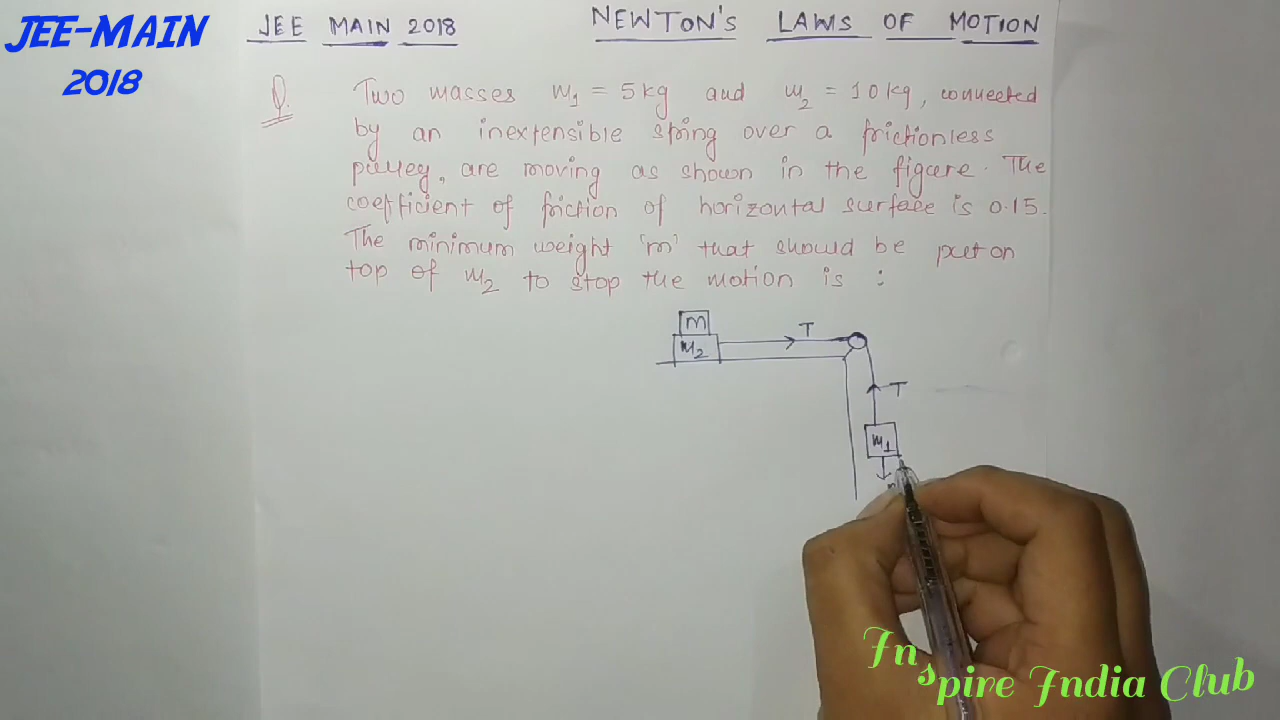 JEE-MAIN
2018
JEE MAIN 2018 NEWTON'S LAWS OF MOTION
Q. Two masses m1 = 5kg and m2 = 10kg, connected
by an inextensible string over a frictionless
pulley, are moving as shown in the figure. The
coefficient of friction of horizontal surface is 0.15.
The minimum weight 'm' that should be put on
top of m2 to stop the motion is :
m
m2
T
T
m1
Inspire India Club